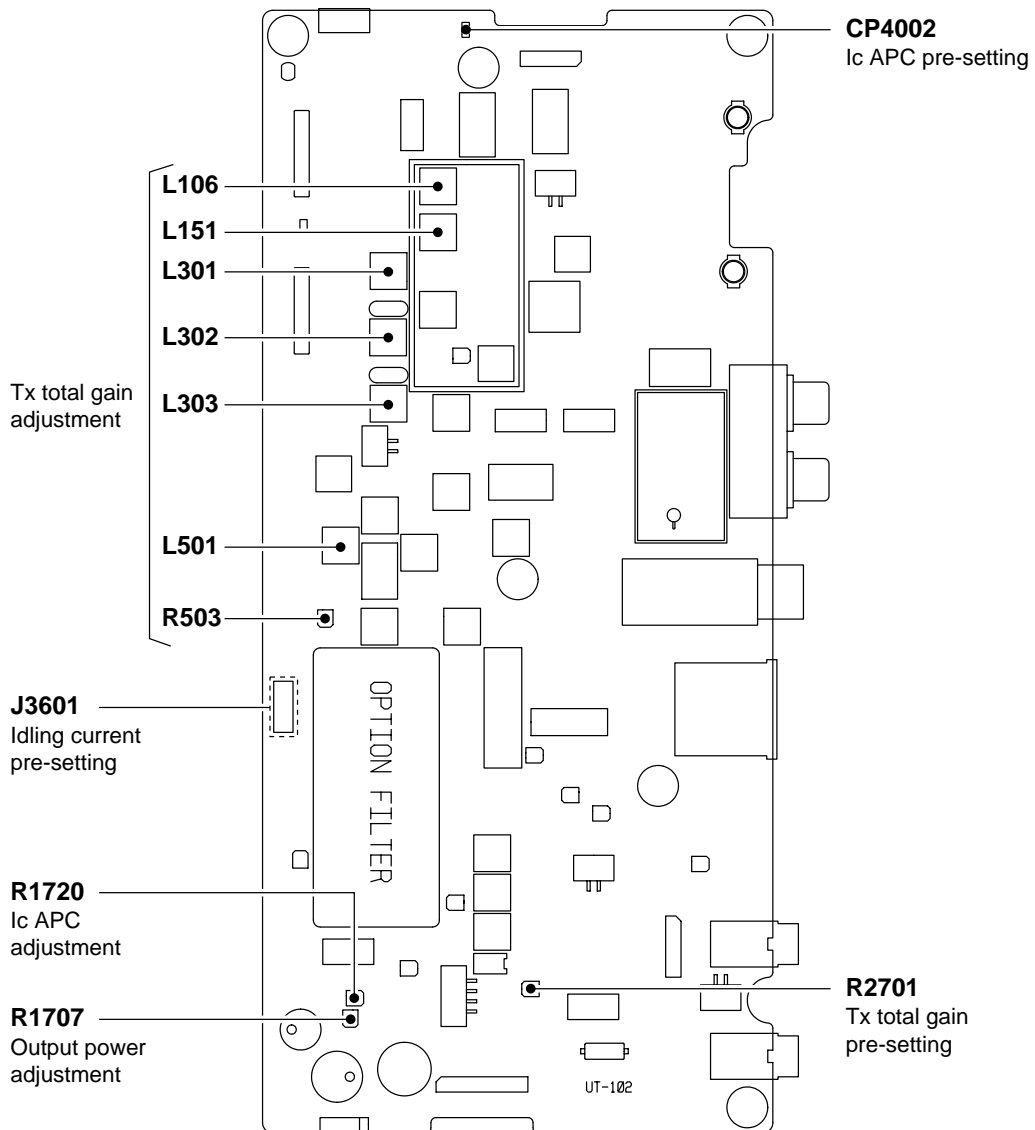 CP4002
Ic APC pre-setting
L106
L151
L301
L302
Tx total gain
adjustment
L303
L501
R503
J3601
Idling current
pre-setting
OPTION FILTER
R1720
Ic APC
adjustment
R1707
Output power
adjustment
R2701
Tx total gain
pre-setting
UT-102